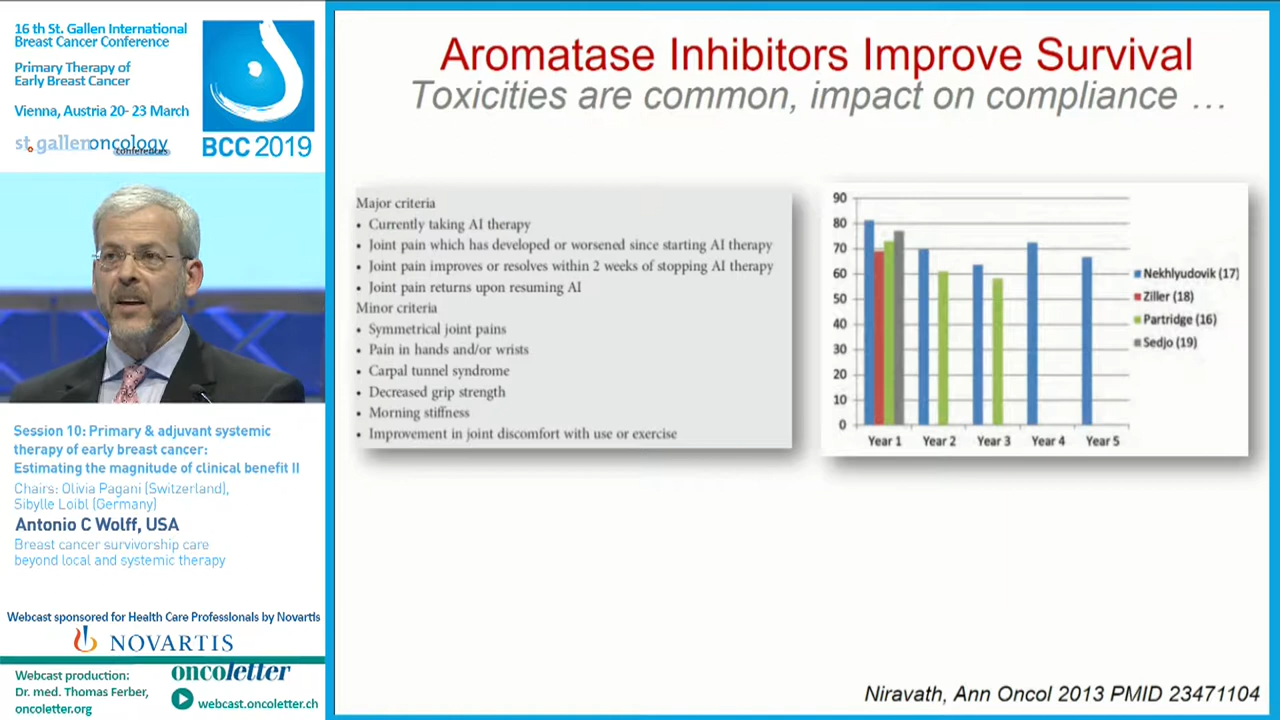 16 th St. Gallen International
Breast Cancer Conference
Primary Therapy of
Early Breast Cancer
Vienna, Austria 20- 23 March
st.gallenoncology
conferences
BCC 2019
Session 10: Primary & adjuvant systemic
therapy of early breast cancer:
Estimating the magnitude of clinical benefit II
Chairs: Olivia Pagani (Switzerland),
Sibylle Loibl (Germany)
Antonio C Wolff, USA
Breast cancer survivorship care
beyond local and systemic therapy
Webcast sponsored for Health Care Professionals by Novartis
NOVARTIS
Webcast production:
Dr. med. Thomas Ferber,
oncoletter.org
oncoletter
webcast.oncoletter.ch
Aromatase Inhibitors Improve Survival
Toxicities are common, impact on compliance …
Major criteria
• Currently taking AI therapy
• Joint pain which has developed or worsened since starting AI therapy
• Joint pain improves or resolves within 2 weeks of stopping AI therapy
• Joint pain returns upon resuming AI
Minor criteria
• Symmetrical joint pains
• Pain in hands and/or wrists
• Carpal tunnel syndrome
• Decreased grip strength
• Morning stiffness
• Improvement in joint discomfort with use or exercise
90
80
70
60
50
40
30
20
10
0
Year 1 Year 2 Year 3 Year 4 Year 5
Nekhlyudovik (17)
Ziller (18)
Partridge (16)
Sedjo (19)
Niravath, Ann Oncol 2013 PMID 23471104